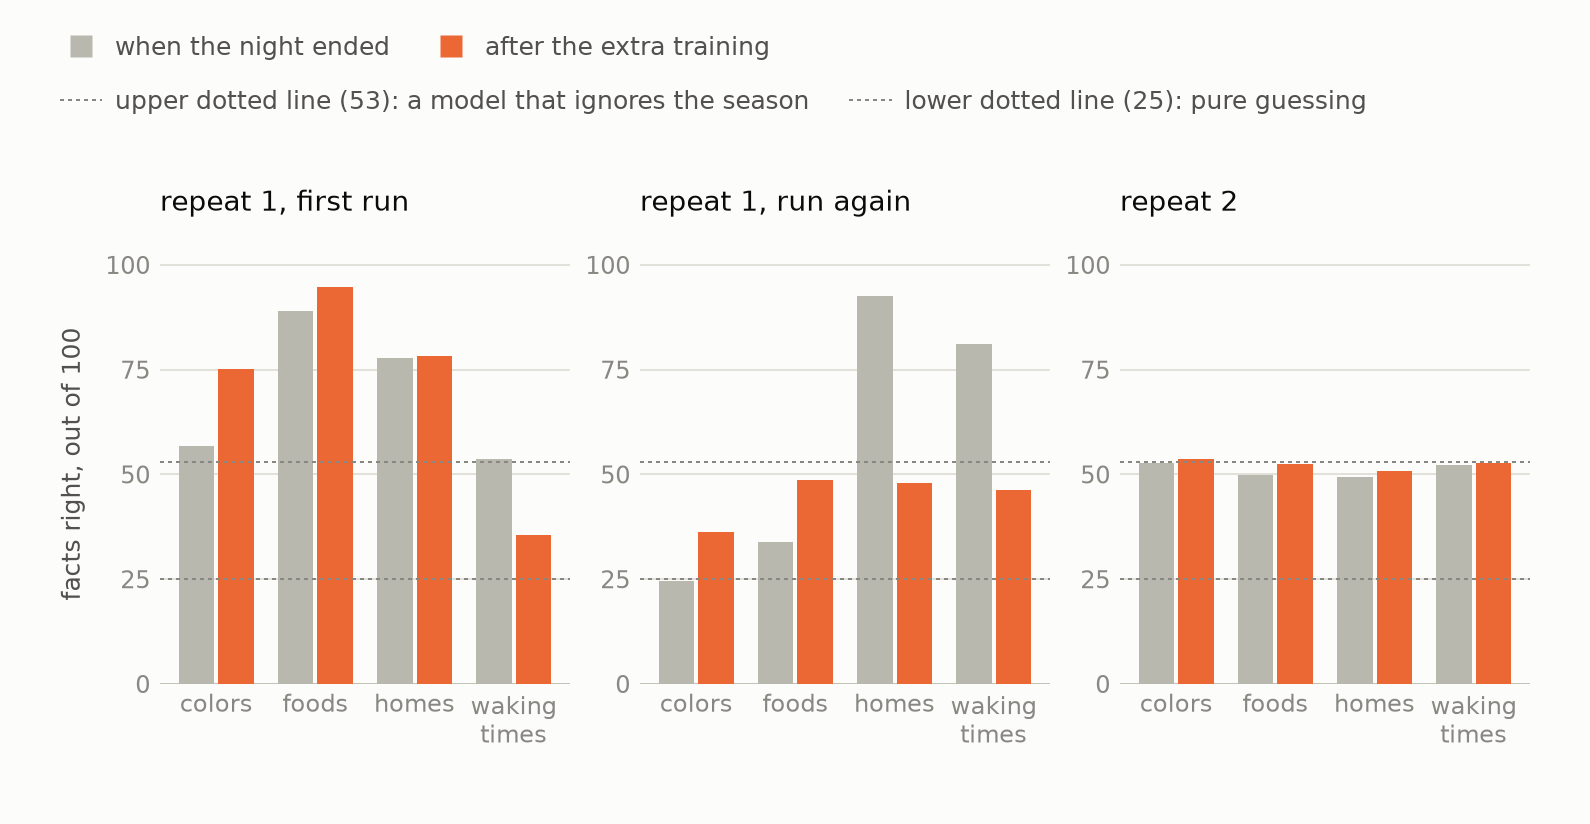 when the night ended
after the extra training
upper dotted line (53): a model that ignores the season
lower dotted line (25): pure guessing
repeat 1, first run
repeat 1, run again
repeat 2
facts right, out of 100
100
75
50
25
0
colors
foods
homes
waking
times
100
75
50
25
0
colors
foods
homes
waking
times
100
75
50
25
0
colors
foods
homes
waking
times